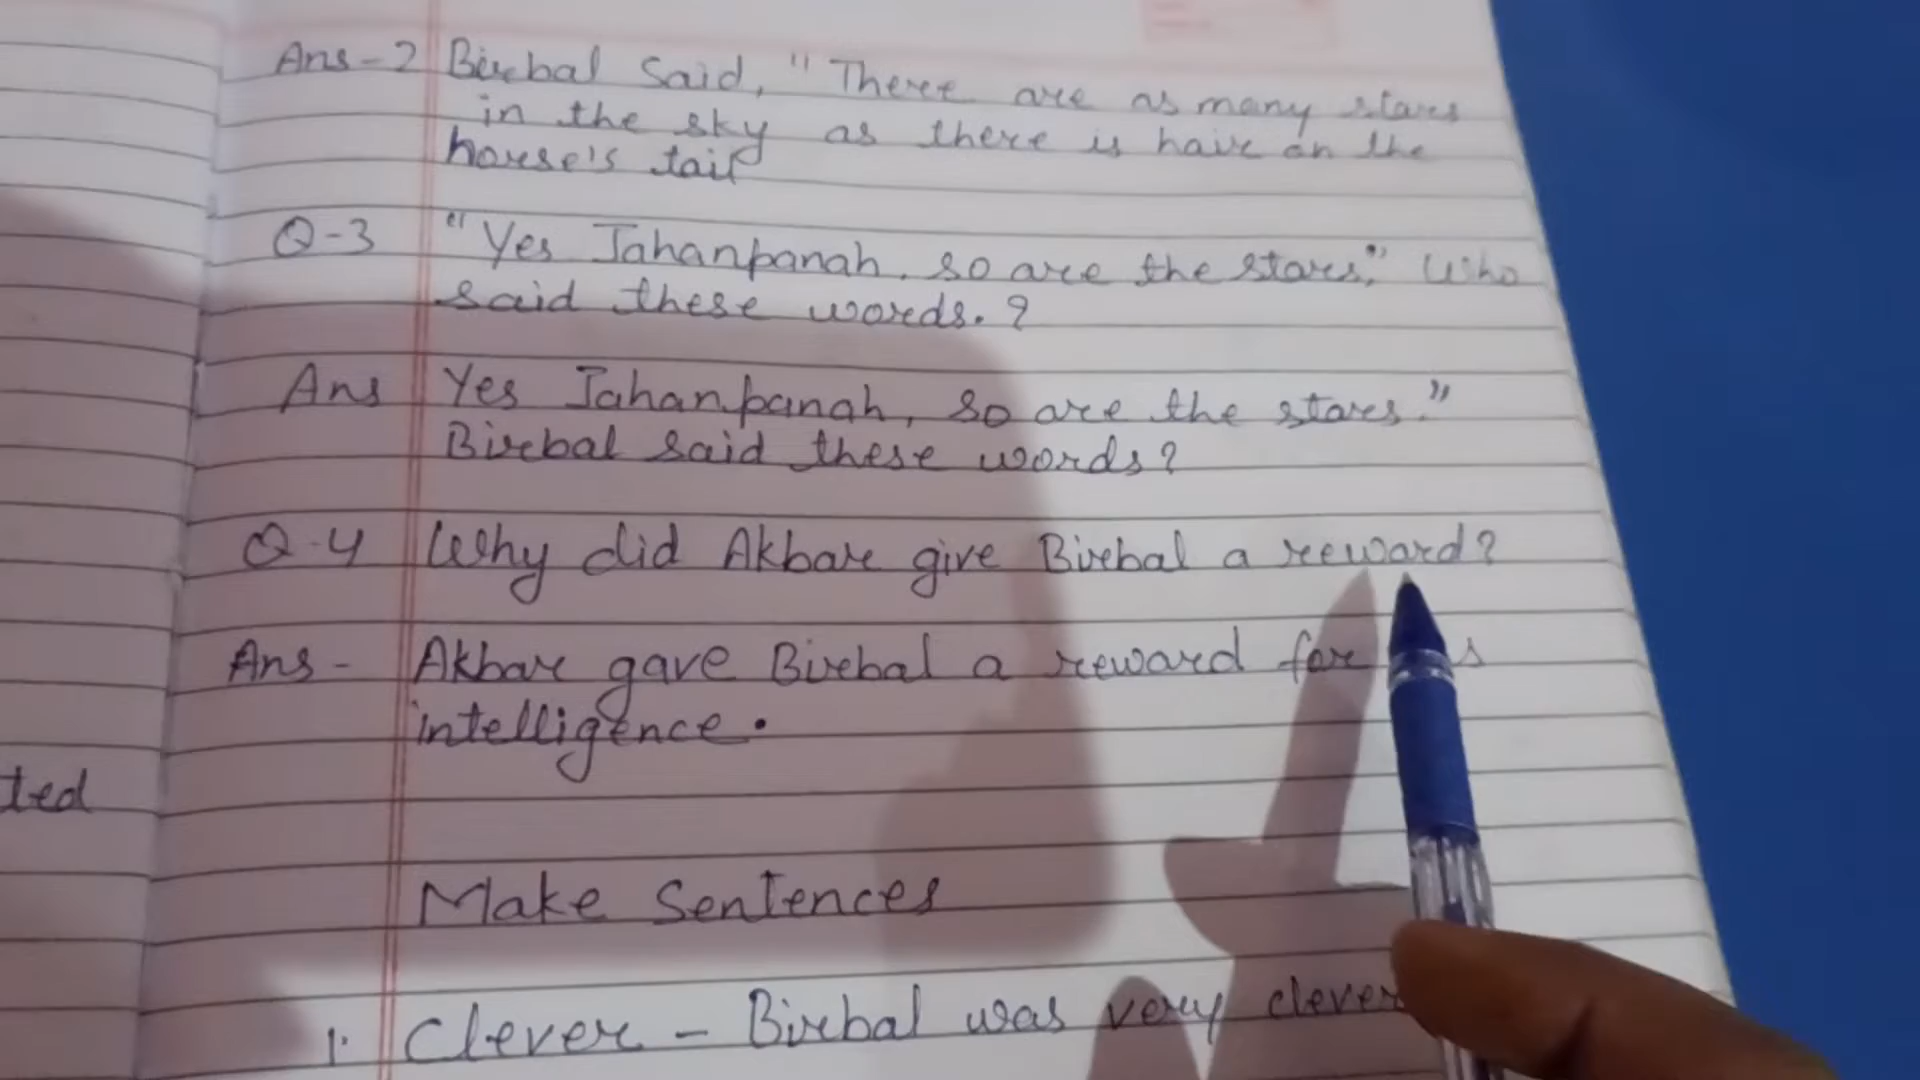 Ans-2 Birbal Said, "There are as many stars
in the sky as there is hair on the
horse's tail
Q-3 "Yes Jahanpanah, so are the stars." Who
said these words.?
Ans Yes Jahanpanah, so are the stars."
Birbal said these words?
Q-4 Why did Akbar give Birbal a reward?
Ans- Akbar gave Birbal a reward for
intelligence.
ted
Make Sentences
1. Clever - Birbal was very clever